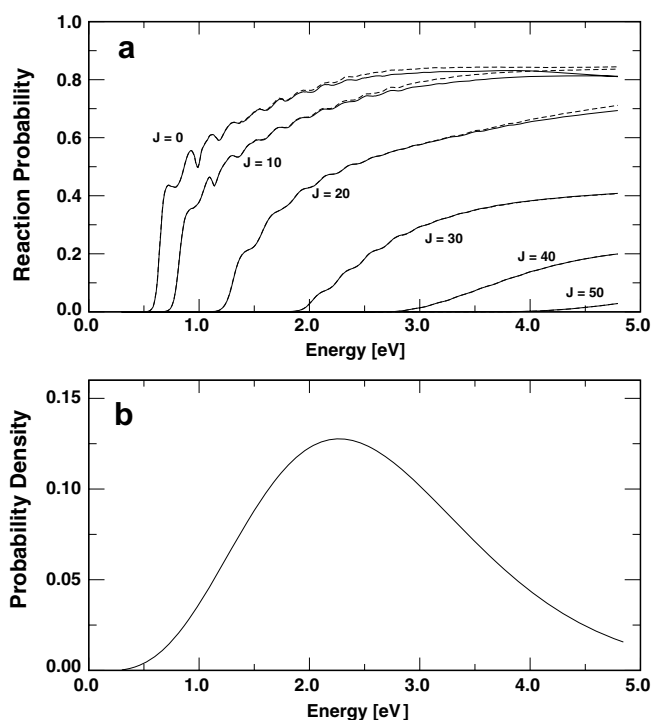 a
1.0
0.8
0.6
0.4
0.2
0.0
Reaction Probability
J = 0
J = 10
J = 20
J = 30
J = 40
J = 50
0.0 1.0 2.0 3.0 4.0 5.0
Energy [eV]
b
0.15
0.10
0.05
0.00
Probability Density
0.0 1.0 2.0 3.0 4.0 5.0
Energy [eV]